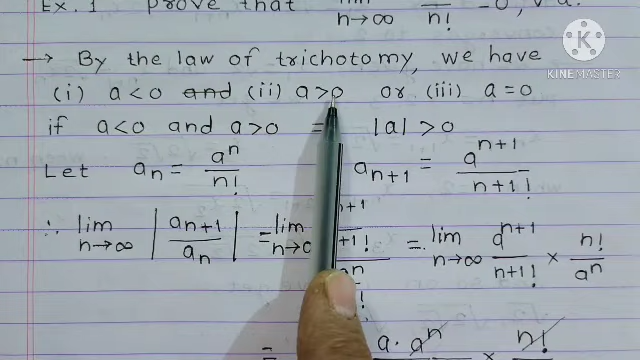 Ex. 1 prove that lim n→∞ n! = 0,
→ By the law of trichotomy, we have
(i) a<0 and (ii) a>0 or (iii) a=0
if a<0 and a>0 = |a| >0
Let aₙ = aⁿ/n! aₙ₊₁ = aⁿ⁺¹/n+1!
∴ lim n→∞ |aₙ₊₁/aₙ| = lim n→∞ = lim n→∞ aⁿ⁺¹/n+1! × n!/aⁿ
= a · aⁿ × n!
KINEMASTER